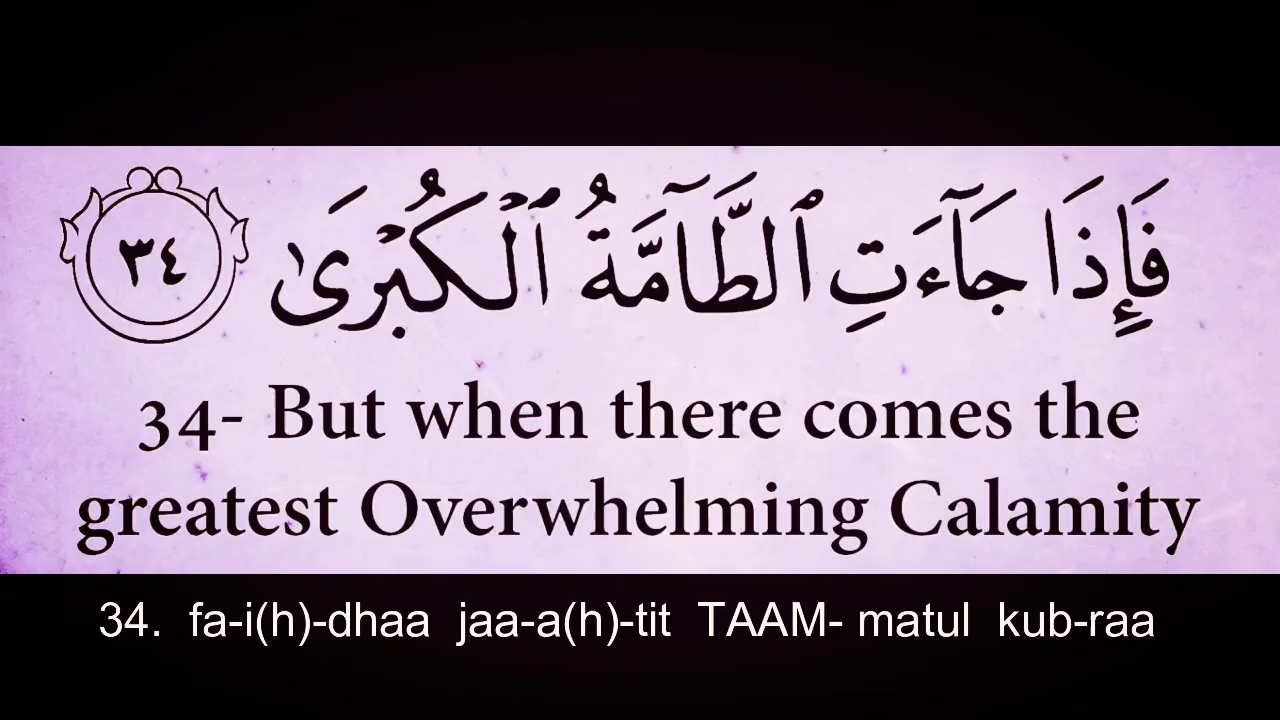 فَإِذَا جَآءَتِ ٱلطَّآمَّةُ ٱلْكُبْرَىٰ ٣٤
34- But when there comes the
greatest Overwhelming Calamity
34. fa-i(h)-dhaa jaa-a(h)-tit TAAM- matul kub-raa